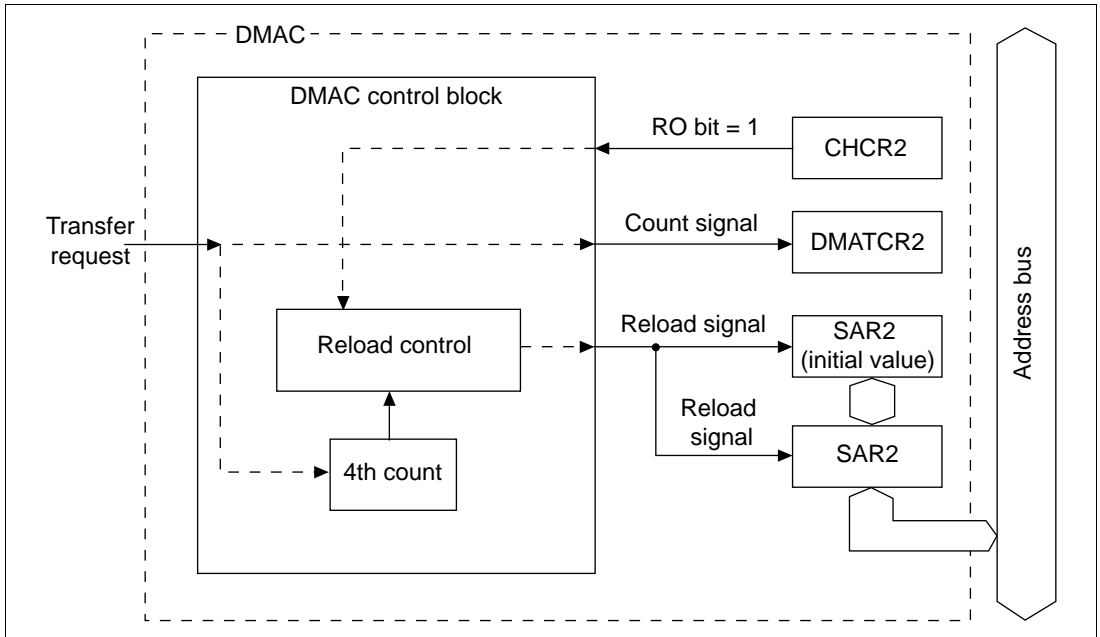 DMAC
DMAC control block
RO bit = 1
CHCR2
Transfer
request
Count signal
DMATCR2
Reload control
Reload signal
SAR2
(initial value)
Reload
signal
SAR2
4th count
Address bus